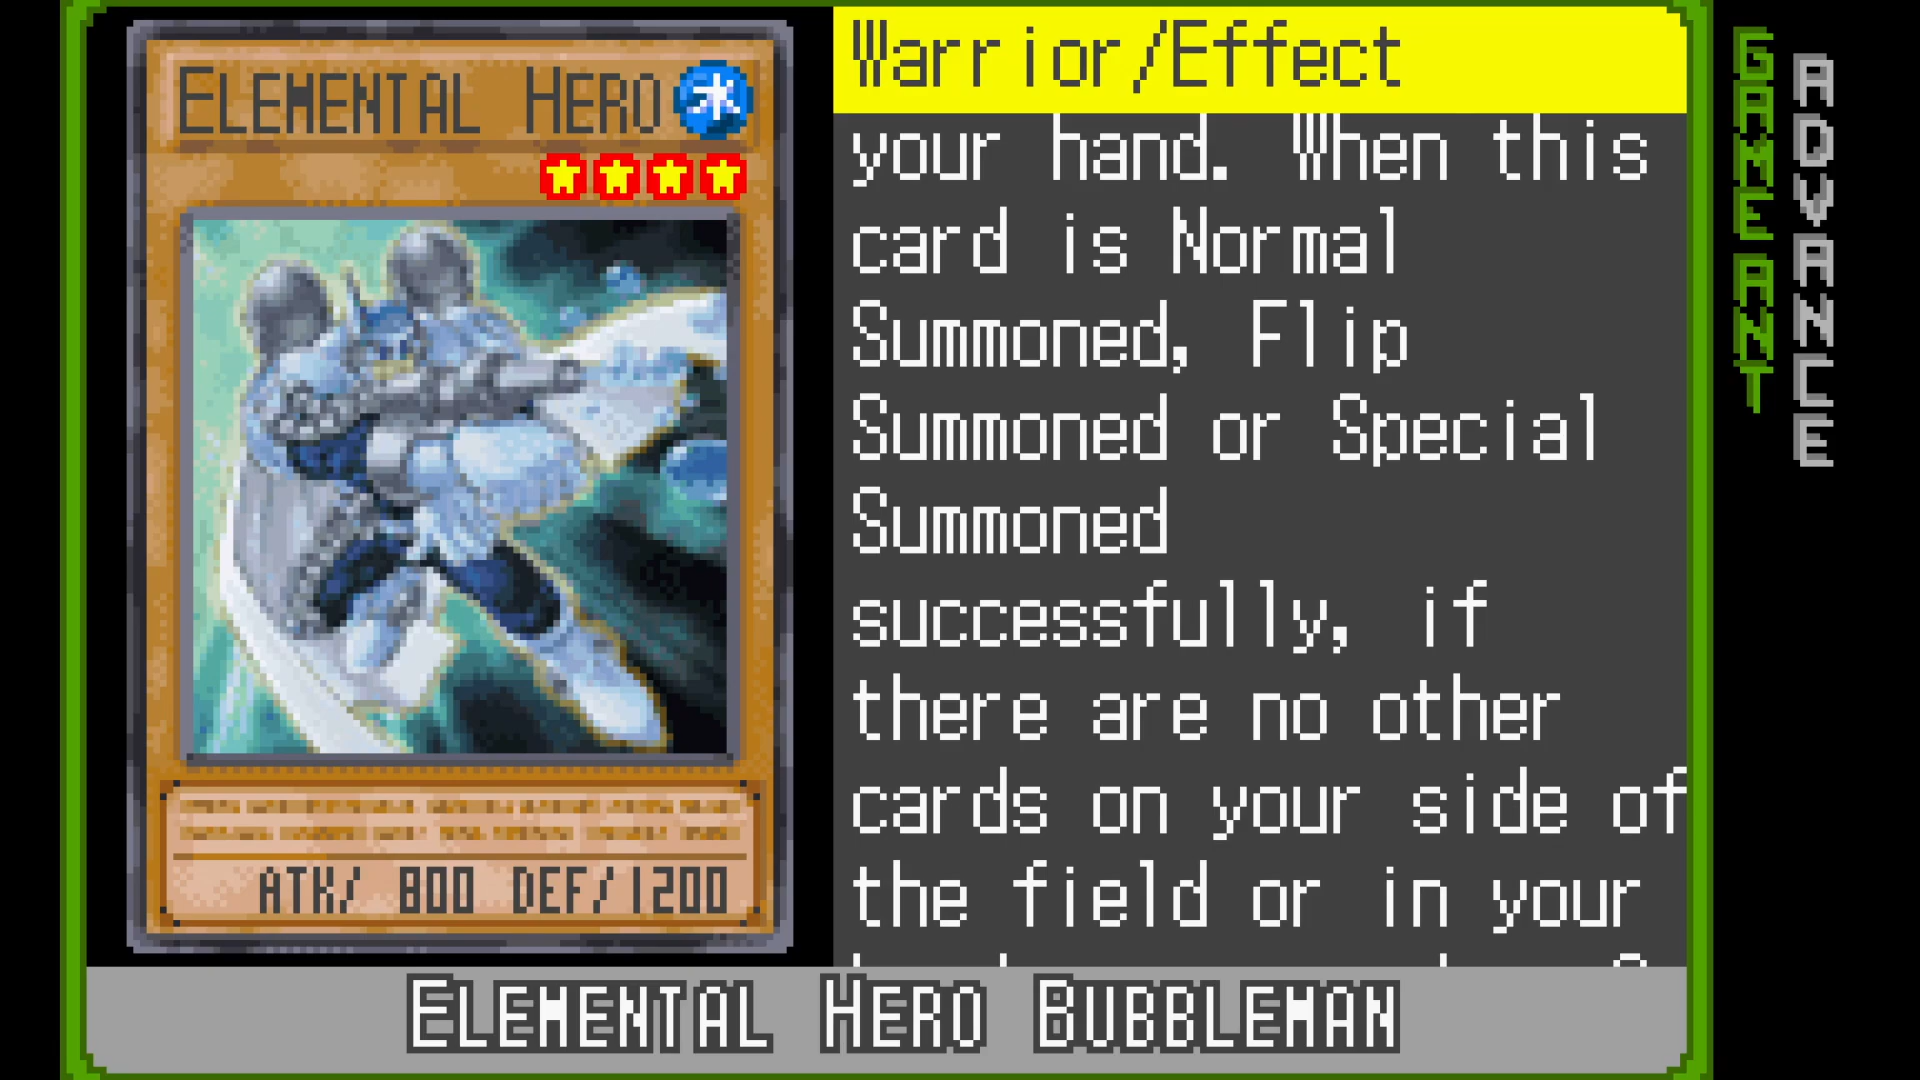 ELEMENTAL HERO
ATK/ 800 DEF/1200
Warrior/Effect
your hand. When this
card is Normal
Summoned, Flip
Summoned or Special
Summoned
successfully, if
there are no other
cards on your side of
the field or in your
ELEMENTAL HERO BUBBLEMAN
GAME ANT
ADVANCE